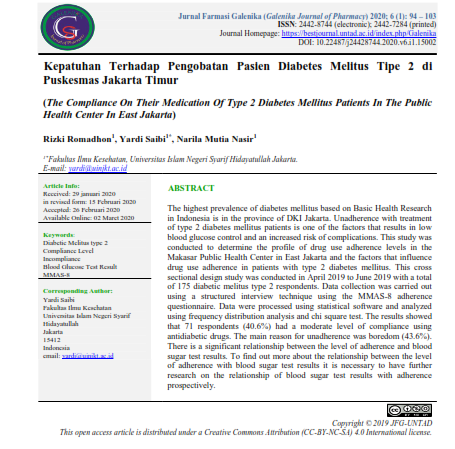 Jurnal Farmasi Galenika (Galenika Journal of Pharmacy) 2020; 6 (1): 94 – 103
ISSN: 2442-8744 (electronic); 2442-7284 (printed)
Journal Homepage: https://bestjournal.untad.ac.id/index.php/Galenika
DOI: 10.22487/j24428744.2020.v6.i1.15002
Kepatuhan Terhadap Pengobatan Pasien Diabetes Melitus Tipe 2 di
Puskesmas Jakarta Timur
(The Compliance On Their Medication Of Type 2 Diabetes Mellitus Patients In The Public
Health Center In East Jakarta)
Rizki Romadhon1, Yardi Saibi1*, Narila Mutia Nasir1
1*Fakultas Ilmu Kesehatan, Universitas Islam Negeri Syarif Hidayatullah Jakarta.
E-mail: yardi@uinjkt.ac.id
Article Info:
Received: 29 januari 2020
in revised form: 15 Februari 2020
Accepted: 26 Februari 2020
Available Online: 02 Maret 2020
Keywords:
Diabetic Melitus type 2
Compliance Level
Incompliance
Blood Glucose Test Result
MMAS-8
Corresponding Author:
Yardi Saibi
Fakultas Ilmu Kesehatan
Universitas Islam Negeri Syarif
Hidayatullah
Jakarta
15412
Indonesia
email: yardi@uinjkt.ac.id
ABSTRACT
The highest prevalence of diabetes mellitus based on Basic Health Research
in Indonesia is in the province of DKI Jakarta. Unadherence with treatment
of type 2 diabetes mellitus patients is one of the factors that results in low
blood glucose control and an increased risk of complications. This study was
conducted to determine the profile of drug use adherence levels in the
Makasar Public Health Center in East Jakarta and the factors that influence
drug use adherence in patients with type 2 diabetes mellitus. This cross
sectional design study was conducted in April 2019 to June 2019 with a total
of 175 diabetic melitus type 2 respondents. Data collection was carried out
using a structured interview technique using the MMAS-8 adherence
questionnaire. Data were processed using statistical software and analyzed
using frequency distribution analysis and chi square test. The results showed
that 71 respondents (40.6%) had a moderate level of compliance using
antidiabetic drugs. The main reason for unadherence was boredom (43.6%).
There is a significant relationship between the level of adherence and blood
sugar test results. To find out more about the relationship between the level
of adherence with blood sugar test results it is necessary to have further
research on the relationship of blood sugar test results with adherence
prospectively.
Copyright © 2019 JFG-UNTAD
This open access article is distributed under a Creative Commons Attribution (CC-BY-NC-SA) 4.0 International license.